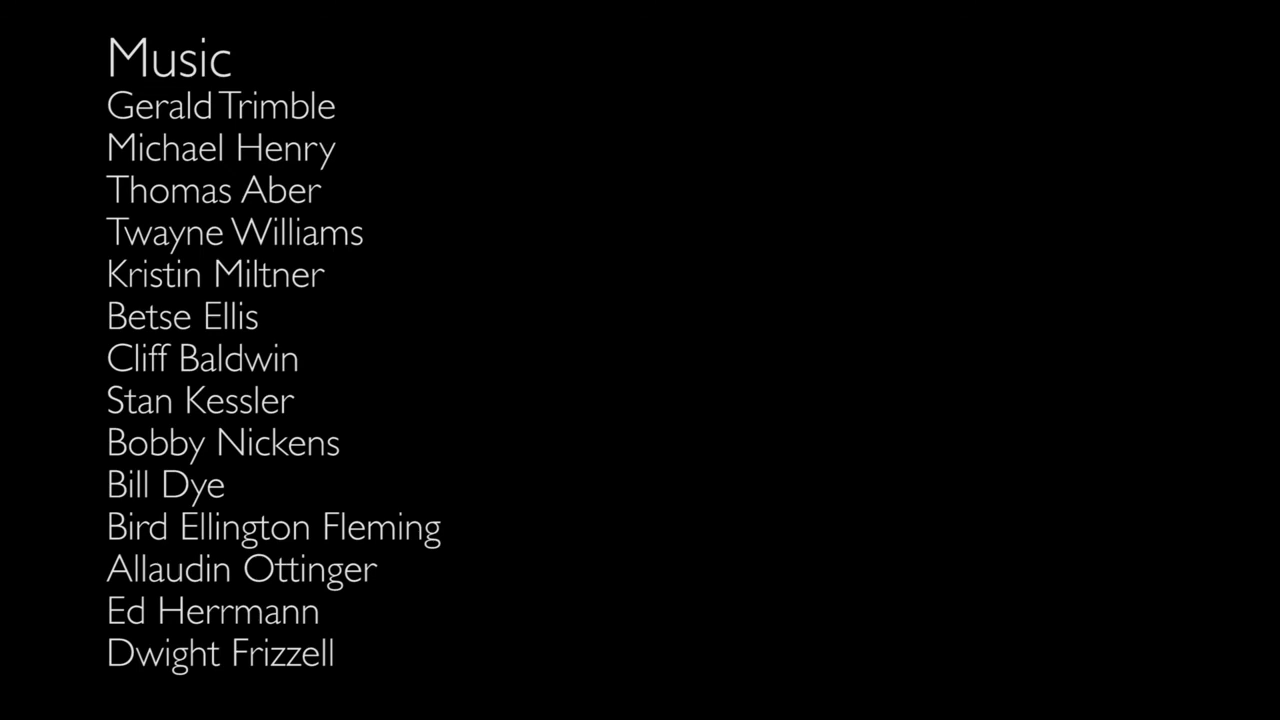 Music
Gerald Trimble
Michael Henry
Thomas Aber
Twayne Williams
Kristin Miltner
Betse Ellis
Cliff Baldwin
Stan Kessler
Bobby Nickens
Bill Dye
Bird Ellington Fleming
Allaudin Ottinger
Ed Herrmann
Dwight Frizzell